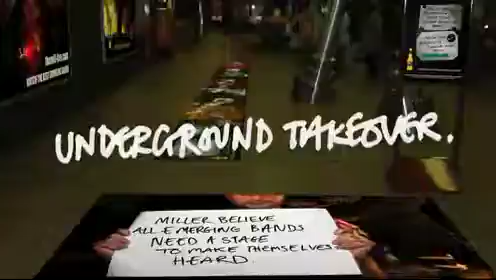 UNDERGROUND TAKEOVER.
MILLER BELIEVE
ALL EMERGING BANDS
NEED A STAGE
TO MAKE THEMSELVES
HEARD.